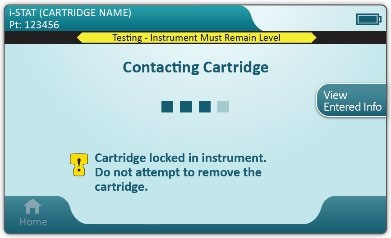 i-STAT (CARTRIDGE NAME)
Pt: 123456
Testing - Instrument Must Remain Level
Contacting Cartridge
View
Entered Info
Cartridge locked in instrument.
Do not attempt to remove the
cartridge.
Home